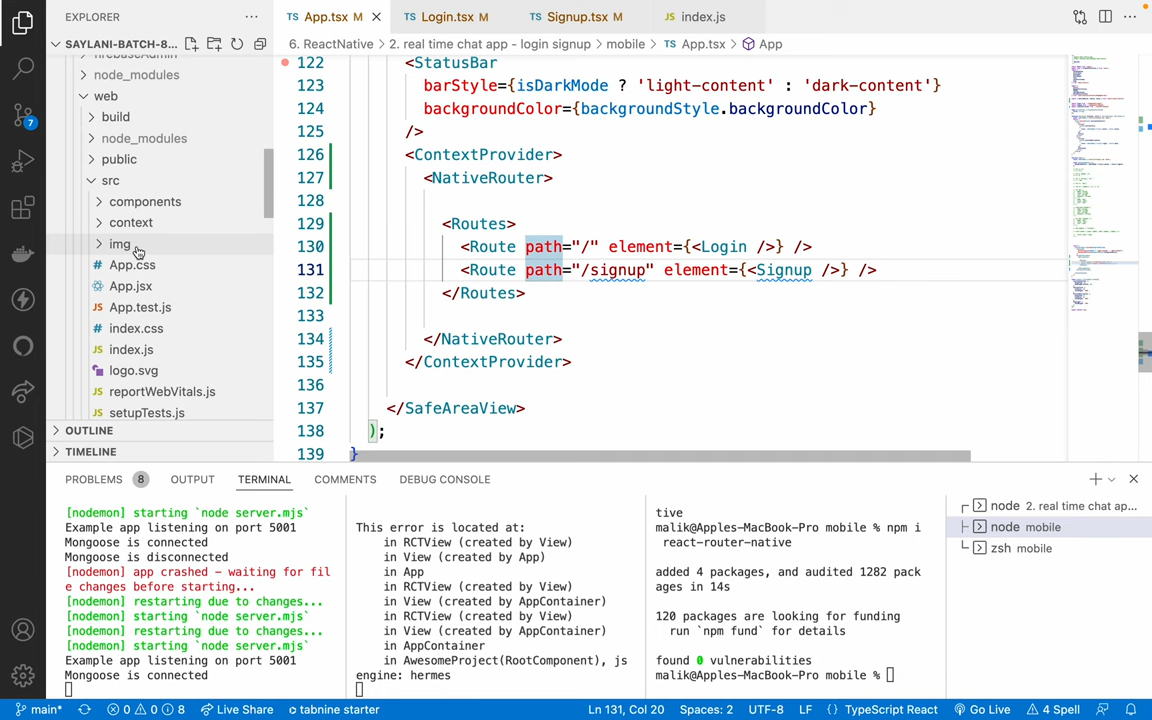 EXPLORER
···
App.tsx M
Login.tsx M
Signup.tsx M
index.js
···
SAYLANI-BATCH-8...
6. ReactNative > 2. real time chat app - login signup > mobile > App.tsx > App
node_modules
web
build
node_modules
public
src
components
context
img
App.css
App.jsx
App.test.js
index.css
index.js
logo.svg
reportWebVitals.js
setupTests.js
OUTLINE
TIMELINE
7
122 <StatusBar
123 barStyle={isDarkMode ? 'light-content' : 'dark-content'}
124 backgroundColor={backgroundStyle.backgroundColor}
125 />
126 <ContextProvider>
127 <NativeRouter>
128
129 <Routes>
130 <Route path="/" element={<Login />} />
131 <Route path="/signup" element={<Signup />} />
132 </Routes>
133
134 </NativeRouter>
135 </ContextProvider>
136
137 </SafeAreaView>
138 );
139 }
PROBLEMS 8 OUTPUT TERMINAL COMMENTS DEBUG CONSOLE
[nodemon] starting `node server.mjs`
Example app listening on port 5001
Mongoose is connected
Mongoose is disconnected
[nodemon] app crashed - waiting for fil
e changes before starting...
[nodemon] restarting due to changes...
[nodemon] starting `node server.mjs`
[nodemon] restarting due to changes...
[nodemon] starting `node server.mjs`
Example app listening on port 5001
Mongoose is connected
This error is located at:
in RCTView (created by View)
in View (created by App)
in App
in RCTView (created by View)
in View (created by AppContainer)
in RCTView (created by View)
in View (created by AppContainer)
in AppContainer
in AwesomeProject(RootComponent), js
engine: hermes
tive
malik@Apples-MacBook-Pro mobile % npm i
react-router-native
added 4 packages, and audited 1282 pack
ages in 14s
120 packages are looking for funding
run `npm fund` for details
found 0 vulnerabilities
malik@Apples-MacBook-Pro mobile %
node 2. real time chat ap...
node mobile
zsh mobile
main* 0 0 8 Live Share tabnine starter Ln 131, Col 20 Spaces: 2 UTF-8 LF {} TypeScript React Go Live 4 Spell